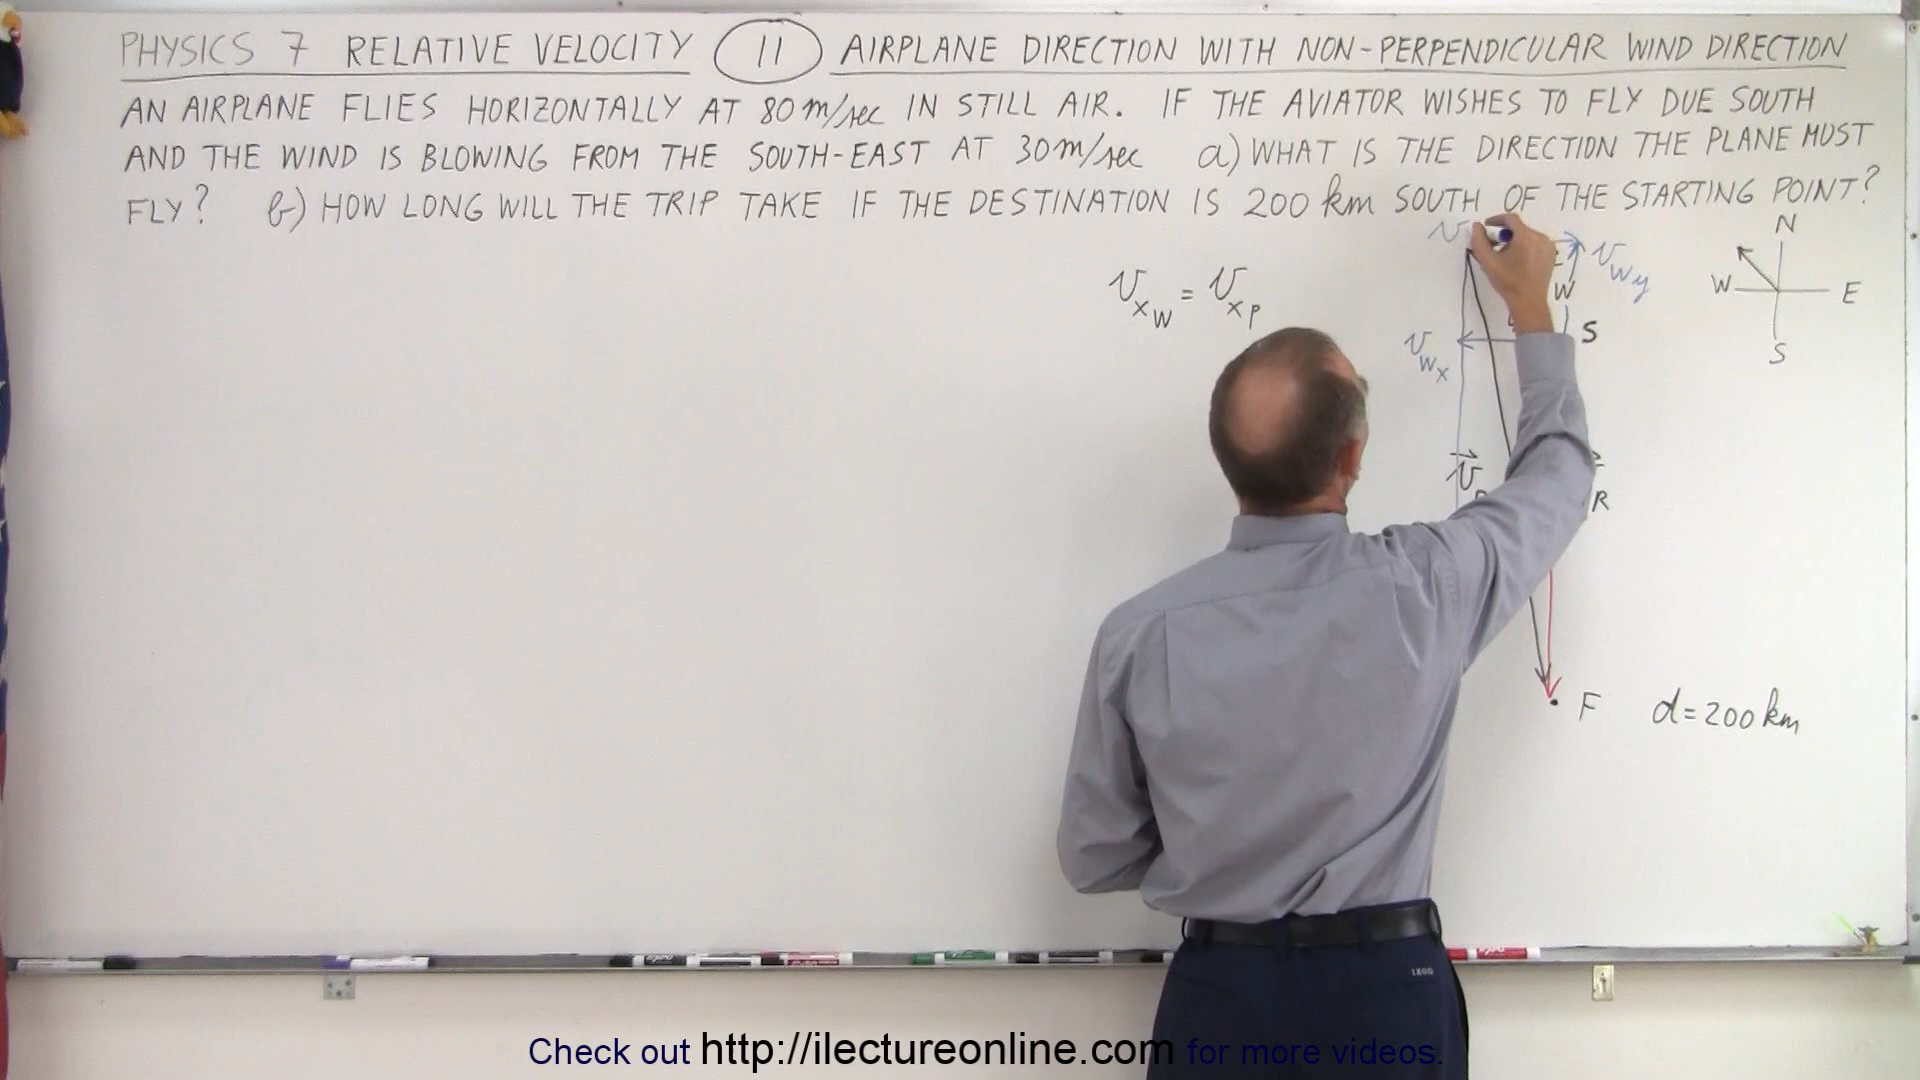 PHYSICS 7 RELATIVE VELOCITY 11 AIRPLANE DIRECTION WITH NON-PERPENDICULAR WIND DIRECTION
AN AIRPLANE FLIES HORIZONTALLY AT 80 m/sec IN STILL AIR. IF THE AVIATOR WISHES TO FLY DUE SOUTH
AND THE WIND IS BLOWING FROM THE SOUTH-EAST AT 30 m/sec a) WHAT IS THE DIRECTION THE PLANE MUST
FLY? b) HOW LONG WILL THE TRIP TAKE IF THE DESTINATION IS 200 km SOUTH OF THE STARTING POINT?
v_xW = v_xP
v
v_Wy
W
S
v_Wx
v
R
F
d = 200 km
N
W E
S
Check out http://ilectureonline.com for more videos.